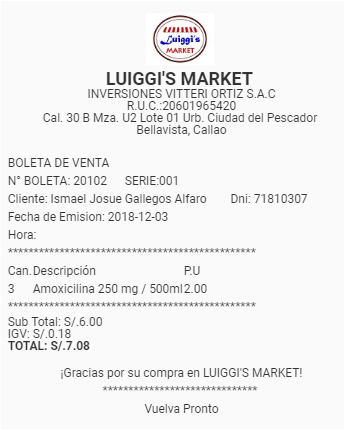 Luiggi's
MARKET
LUIGGI'S MARKET
INVERSIONES VITTERI ORTIZ S.A.C
R.U.C.:20601965420
Cal. 30 B Mza. U2 Lote 01 Urb. Ciudad del Pescador
Bellavista, Callao
BOLETA DE VENTA
N° BOLETA: 20102 SERIE:001
Cliente: Ismael Josue Gallegos Alfaro Dni: 71810307
Fecha de Emision: 2018-12-03
Hora:
************************************************
Can.Descripción P.U
3 Amoxicilina 250 mg / 500ml2.00
************************************************
Sub Total: S/.6.00
IGV: S/.0.18
TOTAL: S/.7.08
¡Gracias por su compra en LUIGGI'S MARKET!
******************************
Vuelva Pronto